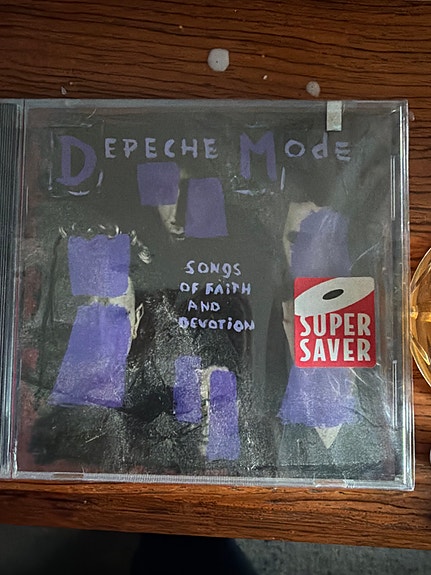 DEPECHE MODE
SONGS
OF FAITH
AND
DEVOTION
SUPER
SAVER